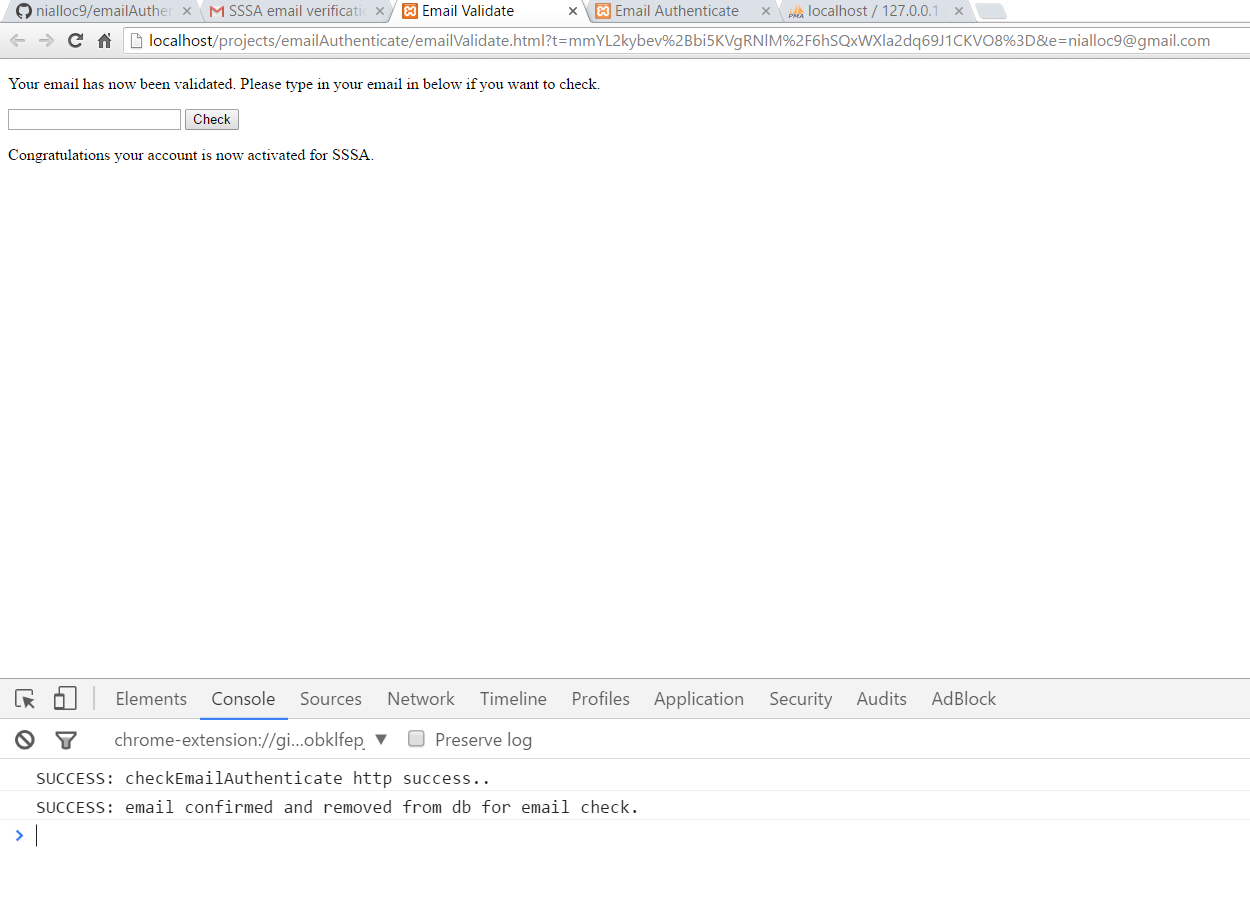 nialloc9/emailAuthen
SSSA email verificatio
Email Validate
Email Authenticate
localhost / 127.0.0.1
localhost/projects/emailAuthenticate/emailValidate.html?t=mmYL2kybev%2Bbi5KVgRNlM%2F6hSQxWXla2dq69J1CKVO8%3D&e=nialloc9@gmail.com
Your email has now been validated. Please type in your email in below if you want to check.
Check
Congratulations your account is now activated for SSSA.
Elements Console Sources Network Timeline Profiles Application Security Audits AdBlock
chrome-extension://gi...obklfep ▼ Preserve log
SUCCESS: checkEmailAuthenticate http success..
SUCCESS: email confirmed and removed from db for email check.